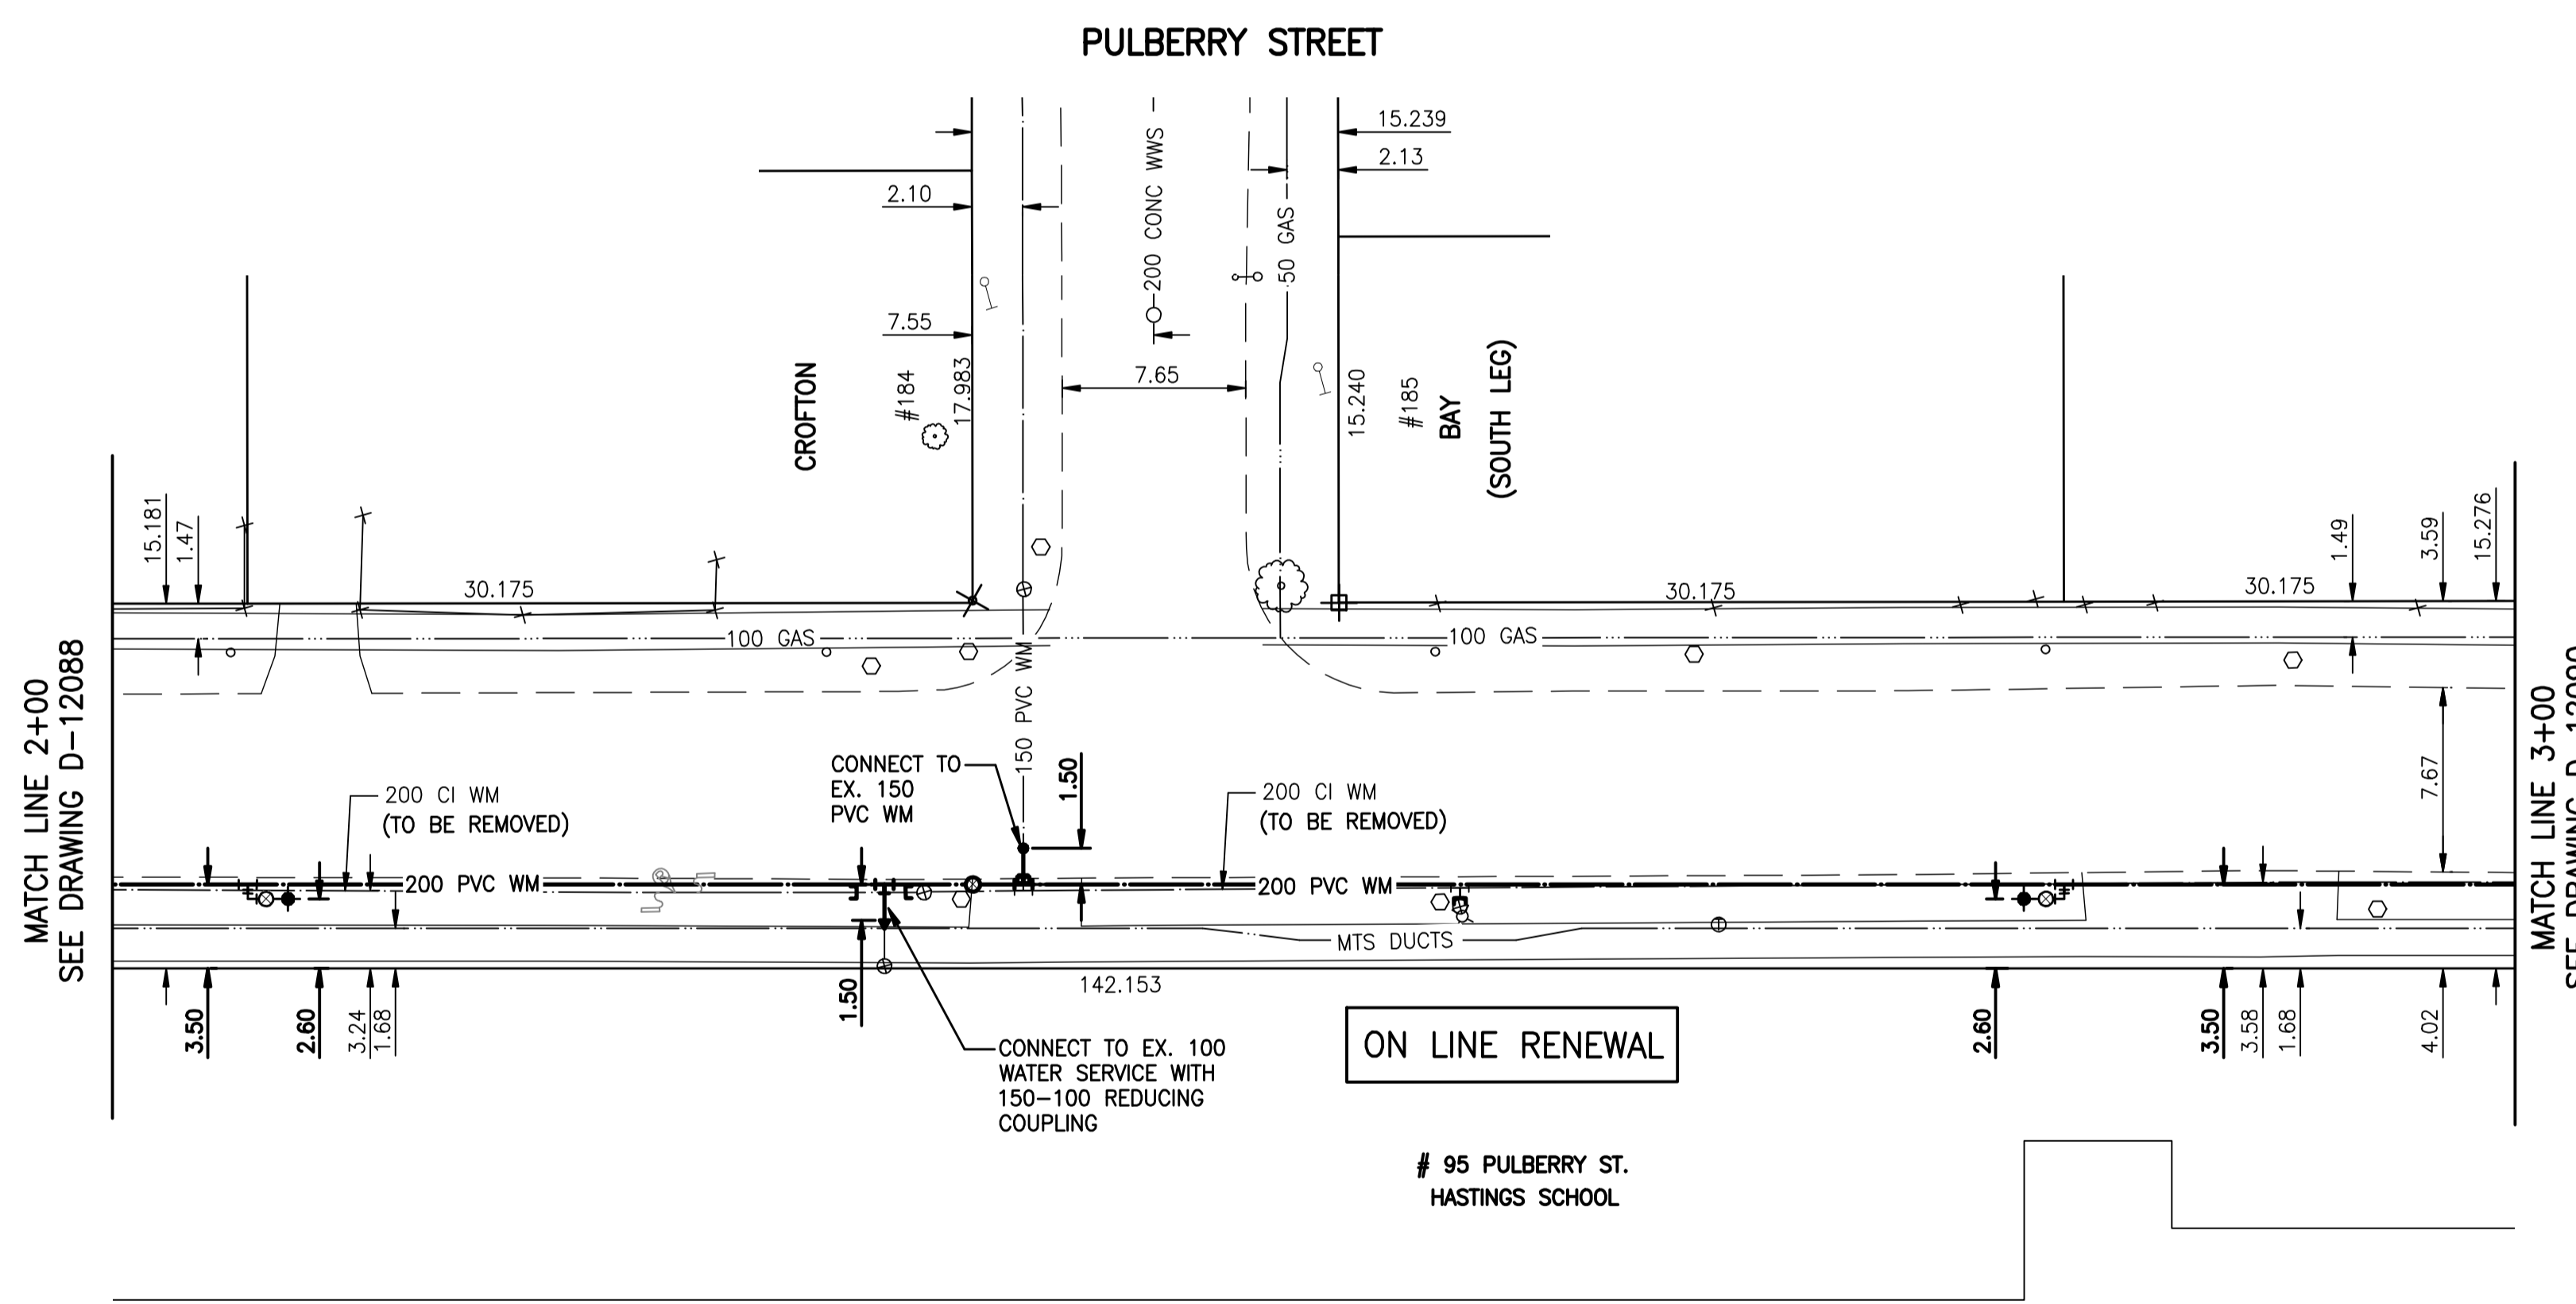 PULBERRY STREET
15.239
2.13
2.10
200 CONC WWS
50 GAS
7.55
7.65
CROFTON
#184
17.983
15.240
#185
BAY
(SOUTH LEG)
15.181
1.47
30.175
30.175
30.175
1.49
3.59
15.276
100 GAS
100 GAS
150 PVC WM
MATCH LINE 2+00
SEE DRAWING D-12088
MATCH LINE 3+00
SEE DRAWING
CONNECT TO
EX. 150
PVC WM
1.50
200 CI WM
(TO BE REMOVED)
200 CI WM
(TO BE REMOVED)
7.67
200 PVC WM
200 PVC WM
MTS DUCTS
142.153
3.50
2.60
3.24
1.68
1.50
CONNECT TO EX. 100
WATER SERVICE WITH
150-100 REDUCING
COUPLING
ON LINE RENEWAL
2.60
3.50
3.58
1.68
4.02
# 95 PULBERRY ST.
HASTINGS SCHOOL